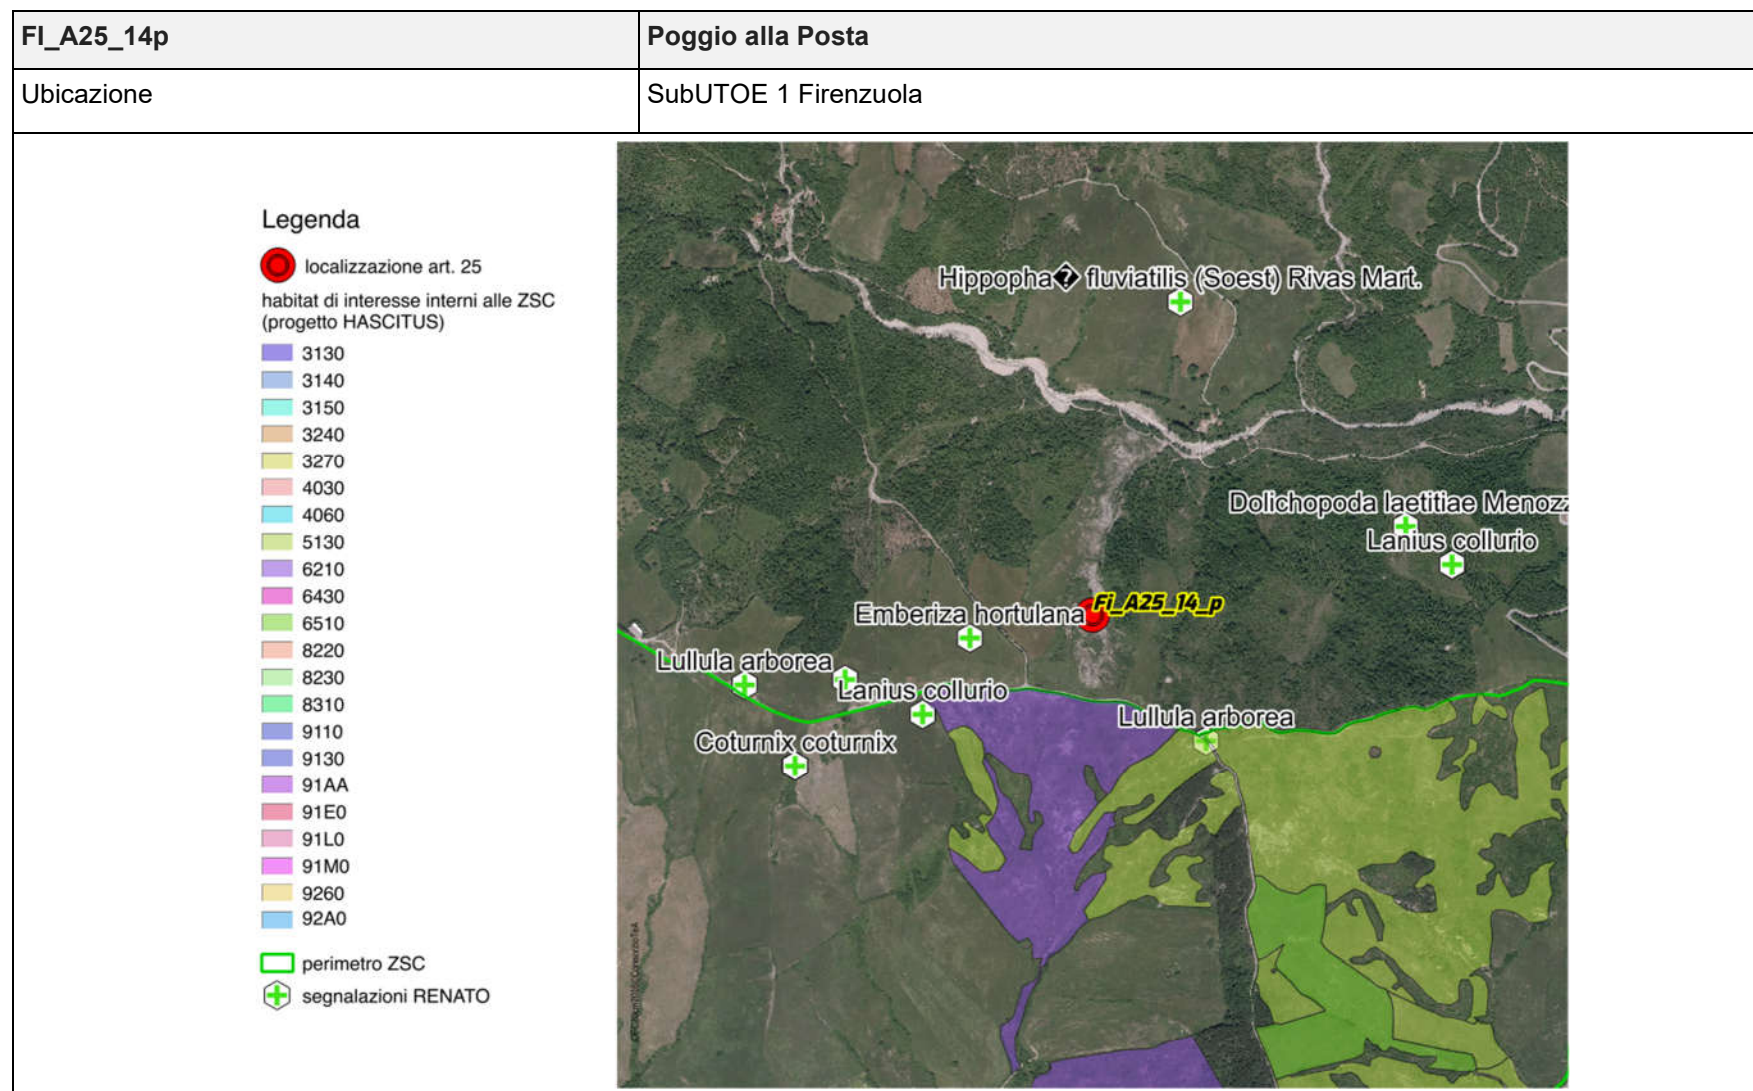 FI_A25_14p
Poggio alla Posta
Ubicazione
SubUTOE 1 Firenzuola
Legenda
localizzazione art. 25
habitat di interesse interni alle ZSC
(progetto HASCITUS)
3130
3140
3150
3240
3270
4030
4060
5130
6210
6430
6510
8220
8230
8310
9110
9130
91AA
91E0
91L0
91M0
9260
92A0
perimetro ZSC
segnalazioni RENATO
Hippopha� fluviatilis (Soest) Rivas Mart.
Dolichopoda laetitiae Menozz
Lanius collurio
Fi_A25_14_p
Emberiza hortulana
Lullula arborea
Lanius collurio
Lullula arborea
Coturnix coturnix